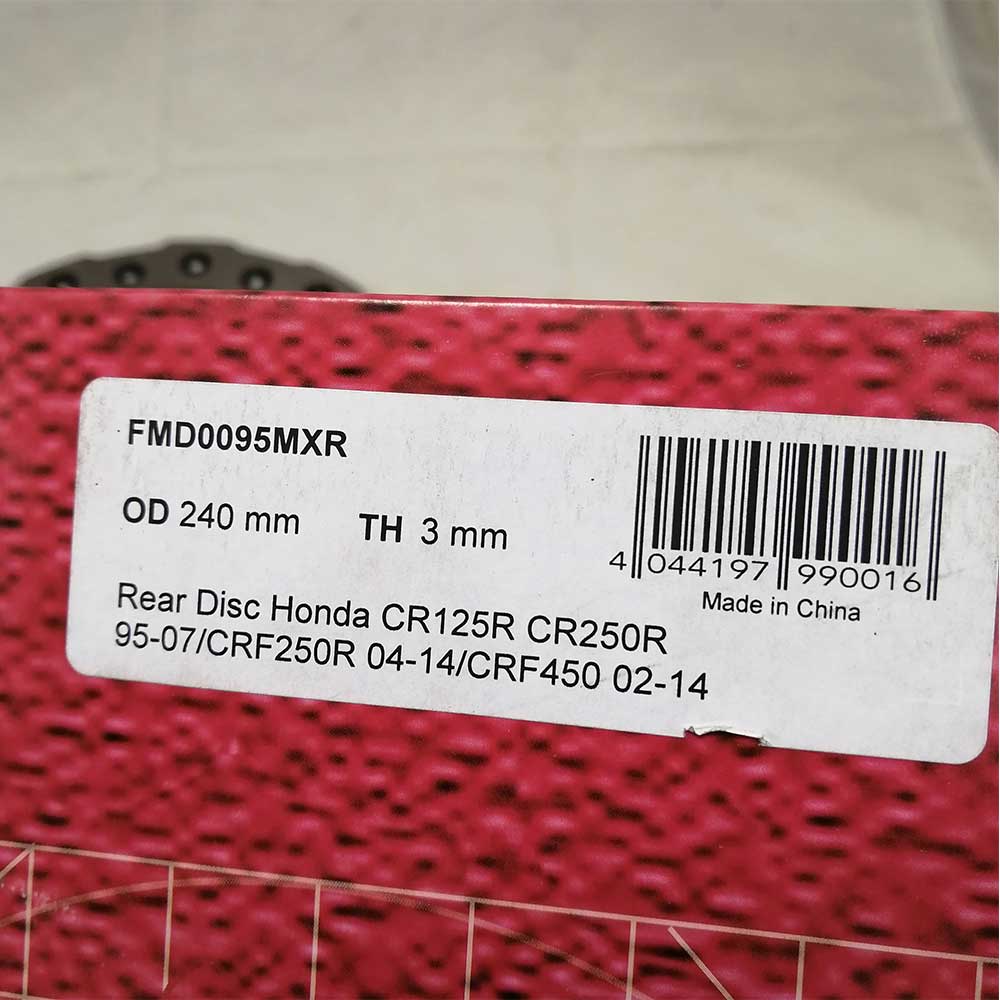 FMD0095MXR
OD 240 mm TH 3 mm
4 044197 990016
Made in China
Rear Disc Honda CR125R CR250R
95-07/CRF250R 04-14/CRF450 02-14